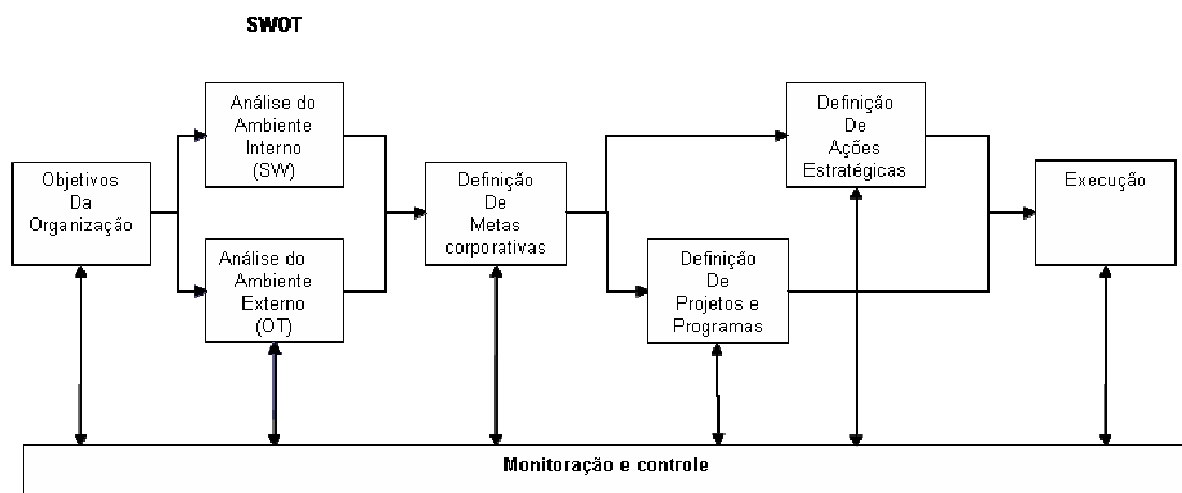 SWOT
Objetivos
Da
Organização
Análise do
Ambiente
Interno
(SW)
Análise do
Ambiente
Externo
(OT)
Definição
De
Metas
corporativas
Definição
De
Ações
Estratégicas
Definição
De
Projetos e
Programas
Execução
Monitoração e controle